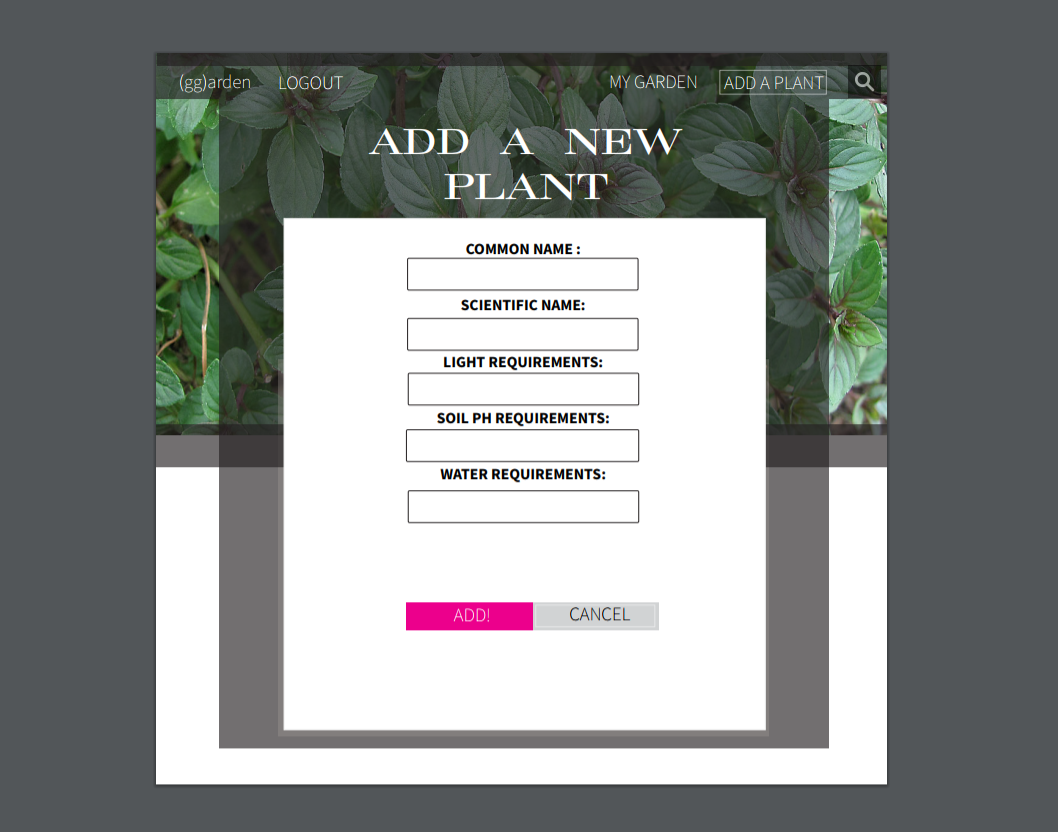 (gg)arden LOGOUT MY GARDEN ADD A PLANT
ADD A NEW
PLANT
COMMON NAME :
SCIENTIFIC NAME:
LIGHT REQUIREMENTS:
SOIL PH REQUIREMENTS:
WATER REQUIREMENTS:
ADD! CANCEL